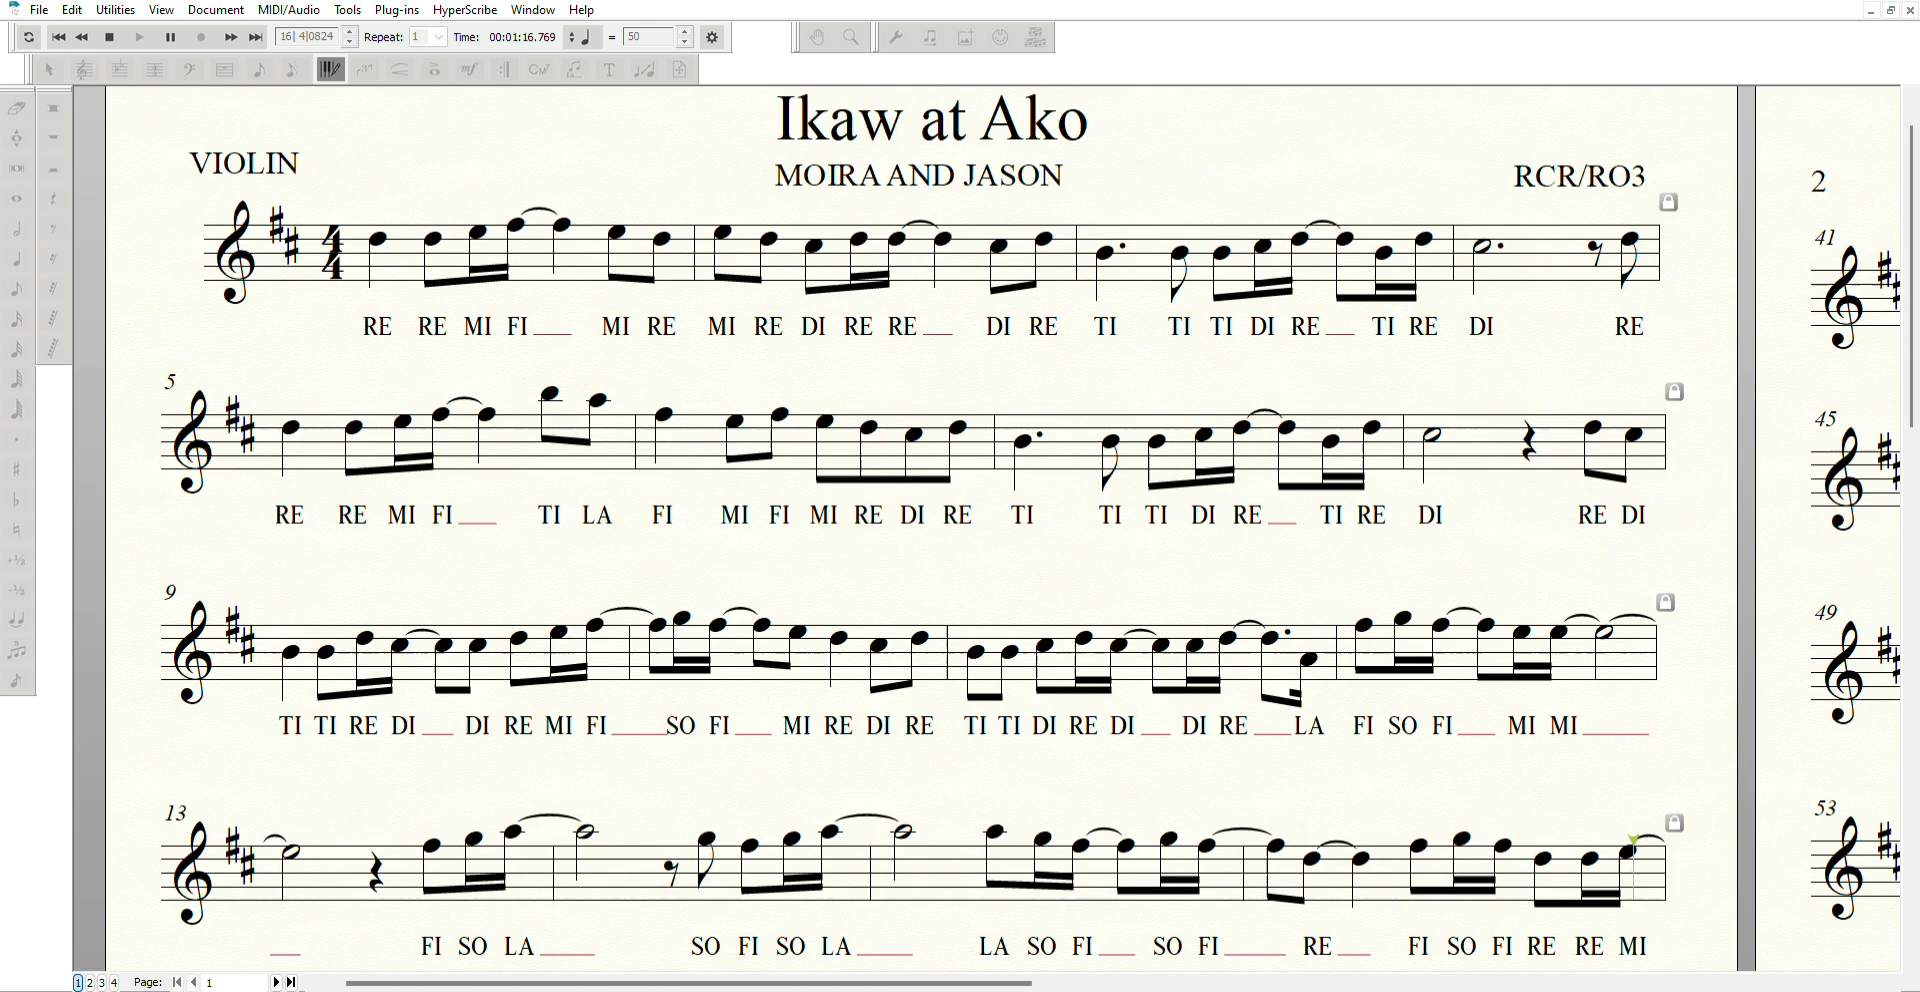 File Edit Utilities View Document MIDI/Audio Tools Plug-ins HyperScribe Window Help
16| 4|0824 Repeat: 1 Time: 00:01:16.769 = 50
Ikaw at Ako
VIOLIN
MOIRA AND JASON
RCR/RO3
2
RE RE MI FI MI RE MI RE DI RE RE DI RE TI TI TI DI RE TI RE DI RE
41
5
RE RE MI FI TI LA FI MI FI MI RE DI RE TI TI TI DI RE TI RE DI RE DI
45
9
TI TI RE DI DI RE MI FI SO FI MI RE DI RE TI TI DI RE DI DI RE LA FI SO FI MI MI
49
13
FI SO LA SO FI SO LA LA SO FI SO FI RE FI SO FI RE RE MI
53
1 2 3 4 Page: 1